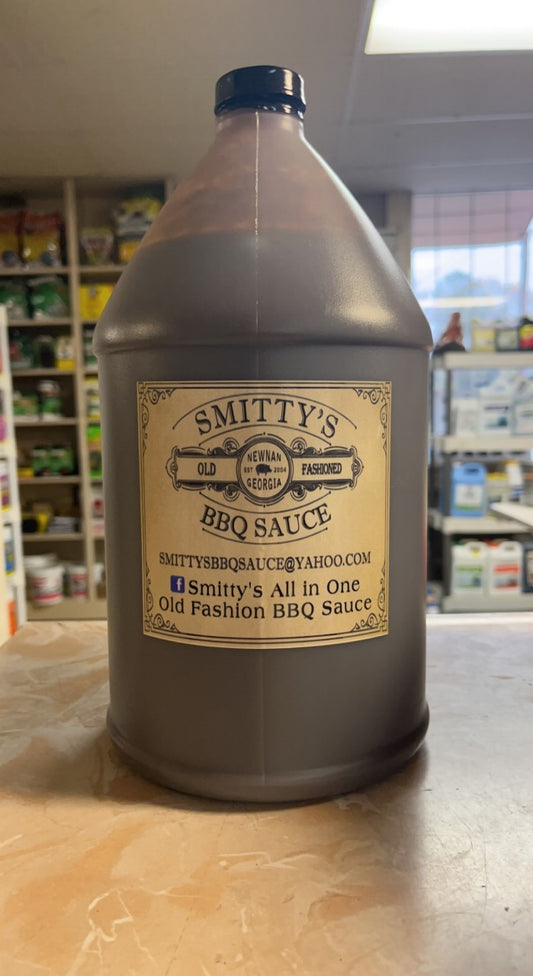 SMITTY'S
OLD NEWNAN FASHIONED
EST 2004
GEORGIA
BBQ SAUCE
SMITTYSBBQSAUCE@YAHOO.COM
f Smitty's All in One
Old Fashion BBQ Sauce